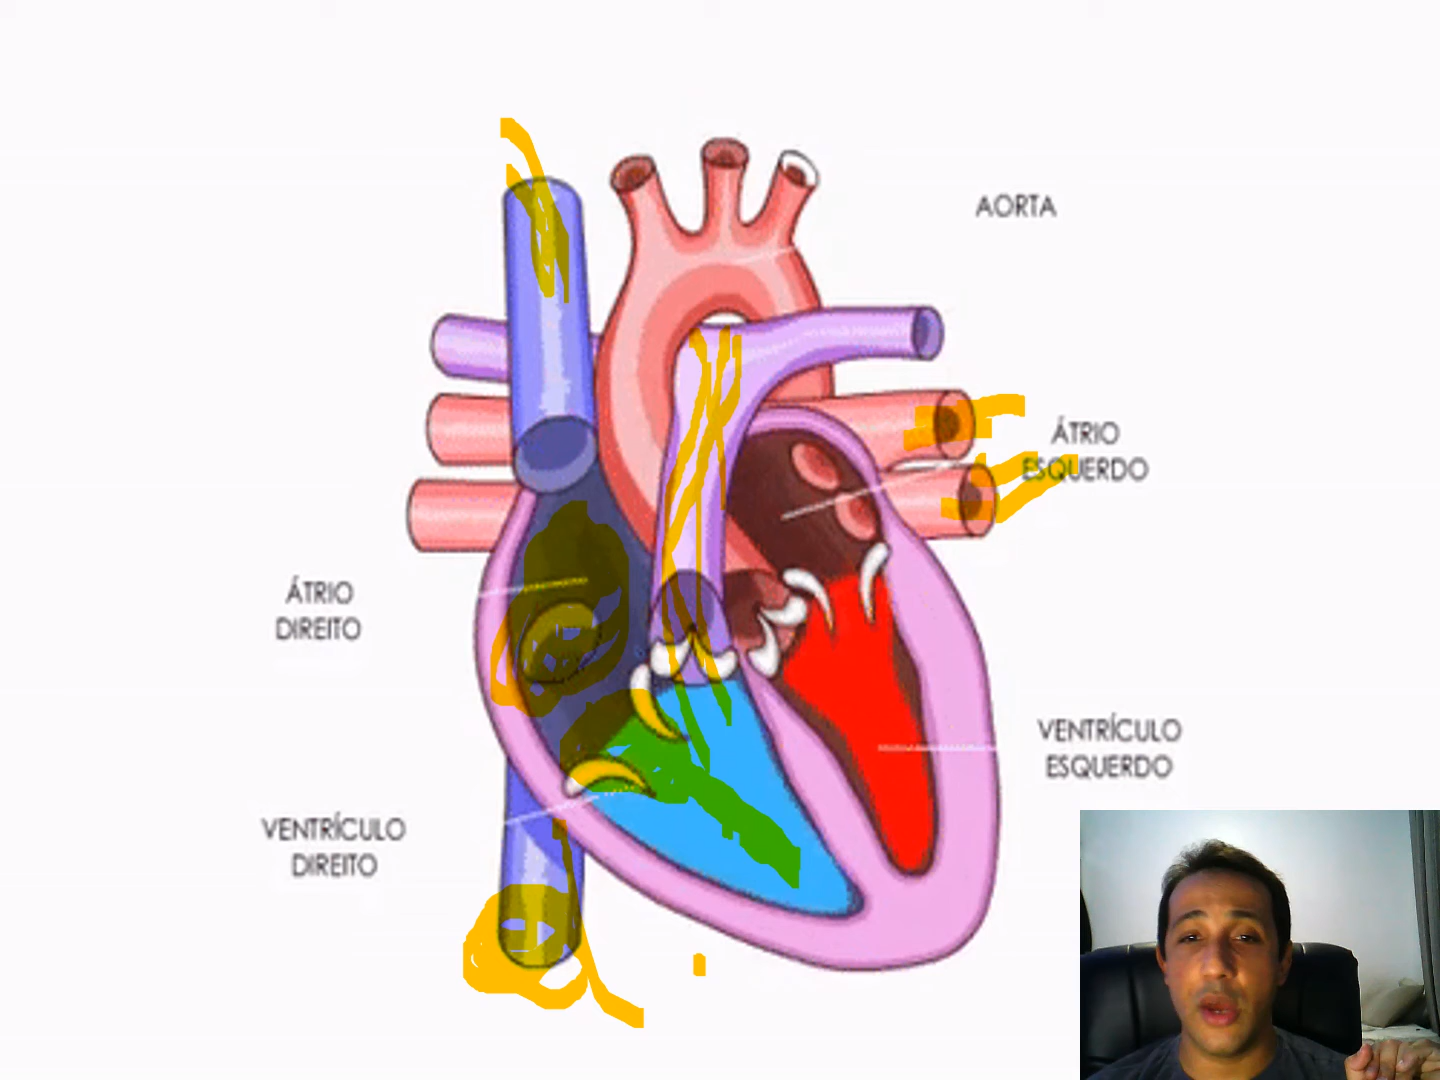 AORTA
ÁTRIO
ESQUERDO
ÁTRIO
DIREITO
VENTRÍCULO
ESQUERDO
VENTRÍCULO
DIREITO